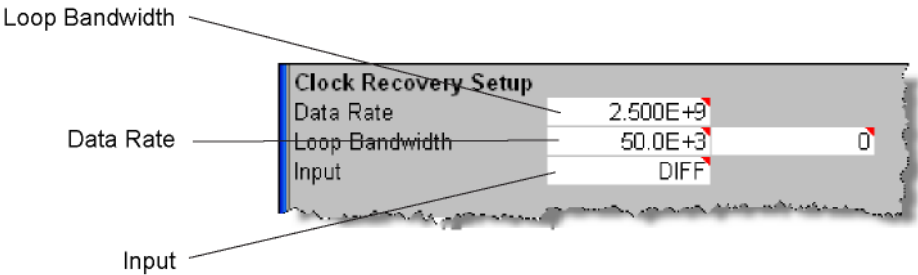 Loop Bandwidth
Clock Recovery Setup
Data Rate 2.500E+9
Data Rate
Loop Bandwidth 50.0E+3 0
Input DIFF
Input